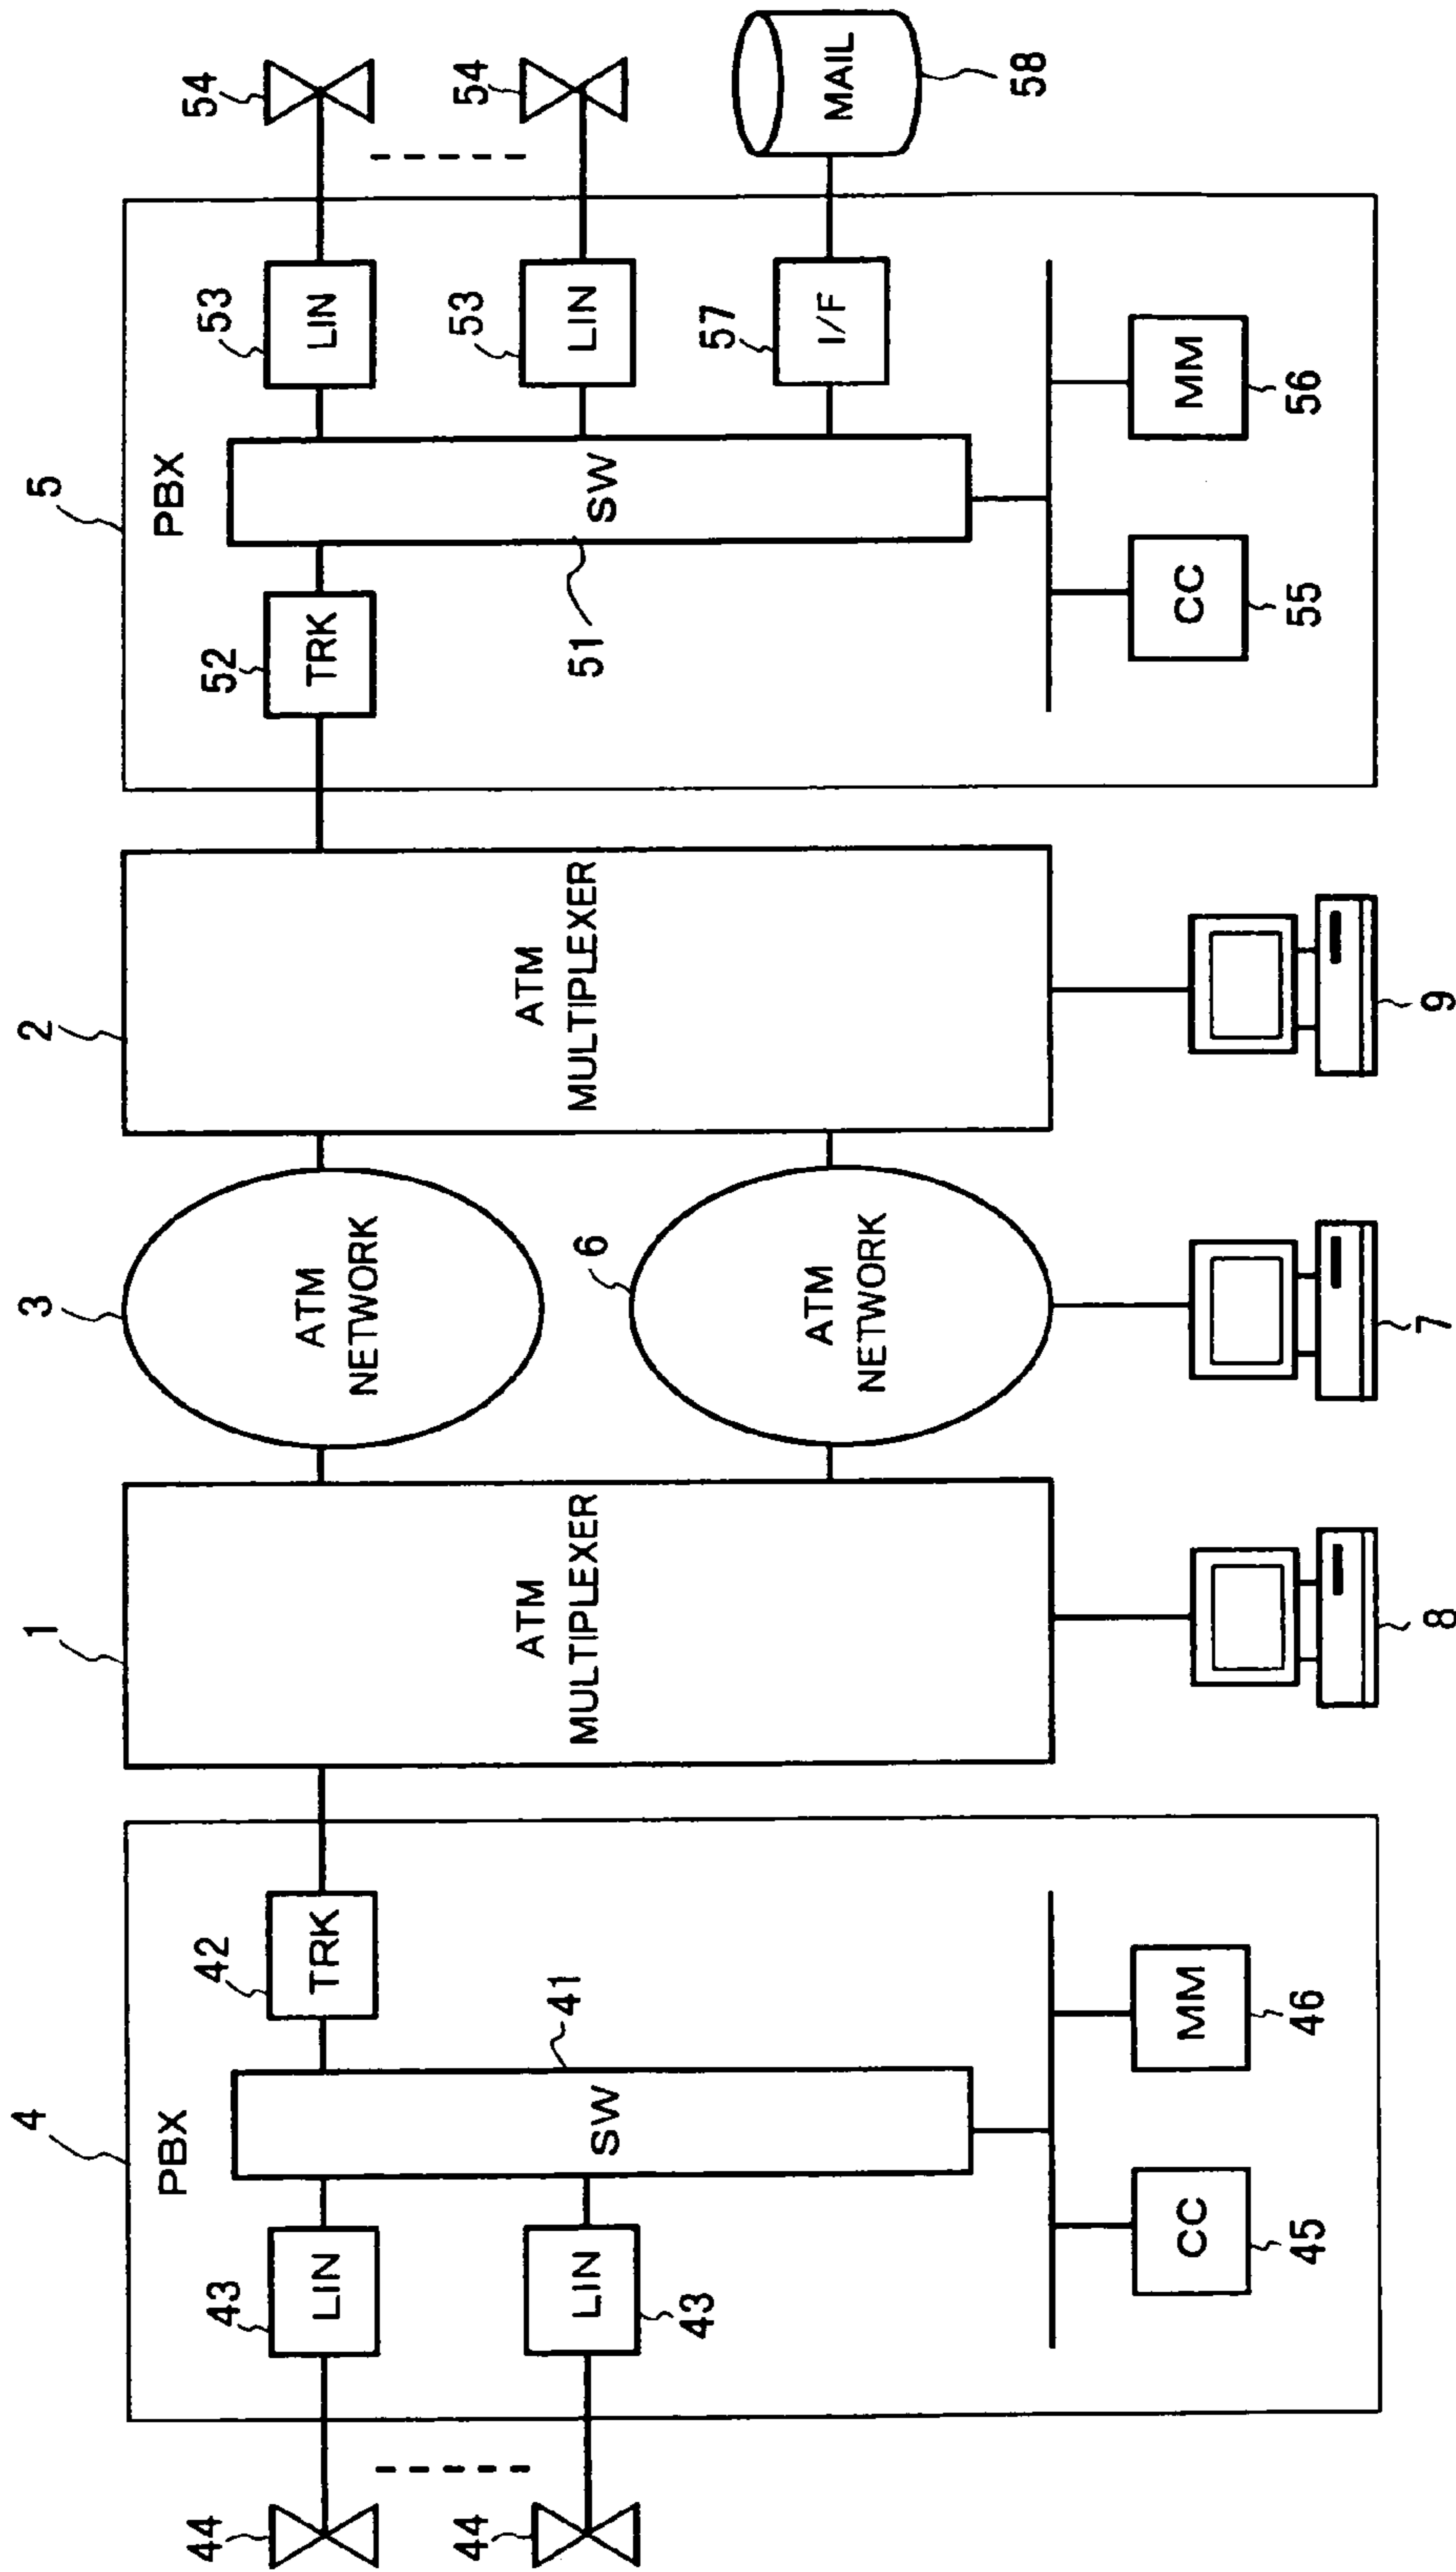 4
PBX
44
43
LIN
42
TRK
SW
41
44
LIN
43
CC
45
MM
46
1
ATM
MULTIPLEXER
8
3
ATM
NETWORK
6
ATM
NETWORK
7
2
ATM
MULTIPLEXER
9
5
PBX
52
TRK
53
LIN
54
SW
51
53
LIN
54
57
I/F
MAIL
58
CC
55
MM
56